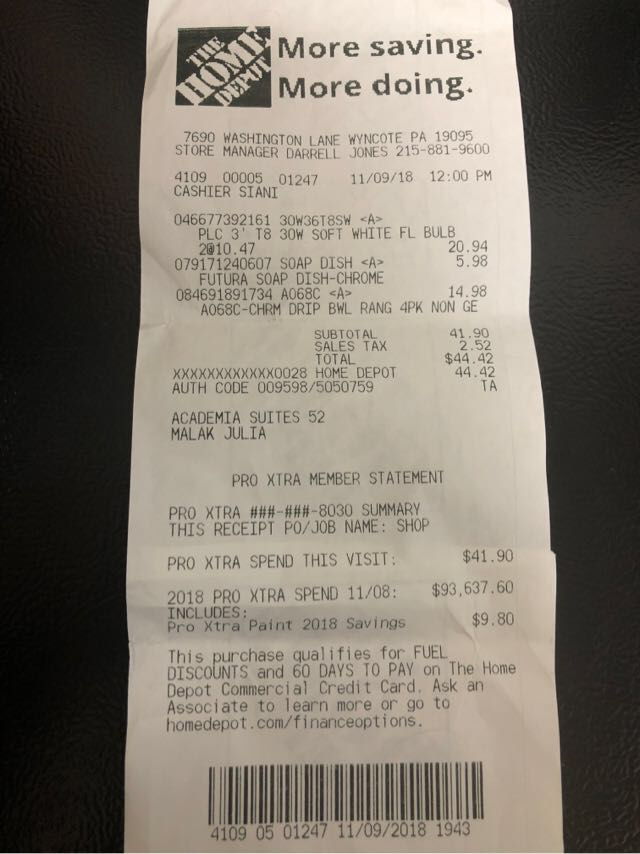 THE HOME DEPOT
More saving.
More doing.
7690 WASHINGTON LANE WYNCOTE PA 19095
STORE MANAGER DARRELL JONES 215-881-9600
4109 00005 01247 11/09/18 12:00 PM
CASHIER SIANI
046677392161 30W36T8SW <A>
PLC 3' T8 30W SOFT WHITE FL BULB
2@10.47 20.94
079171240607 SOAP DISH <A> 5.98
FUTURA SOAP DISH-CHROME
084691891734 A068C <A> 14.98
A068C-CHRM DRIP BWL RANG 4PK NON GE
SUBTOTAL 41.90
SALES TAX 2.52
TOTAL $44.42
XXXXXXXXXXXX0028 HOME DEPOT 44.42
AUTH CODE 009598/5050759 TA
ACADEMIA SUITES 52
MALAK JULIA
PRO XTRA MEMBER STATEMENT
PRO XTRA ###-###-8030 SUMMARY
THIS RECEIPT PO/JOB NAME: SHOP
PRO XTRA SPEND THIS VISIT: $41.90
2018 PRO XTRA SPEND 11/08: $93,637.60
INCLUDES:
Pro Xtra Paint 2018 Savings $9.80
This purchase qualifies for FUEL
DISCOUNTS and 60 DAYS TO PAY on The Home
Depot Commercial Credit Card. Ask an
Associate to learn more or go to
homedepot.com/financeoptions.
4109 05 01247 11/09/2018 1943